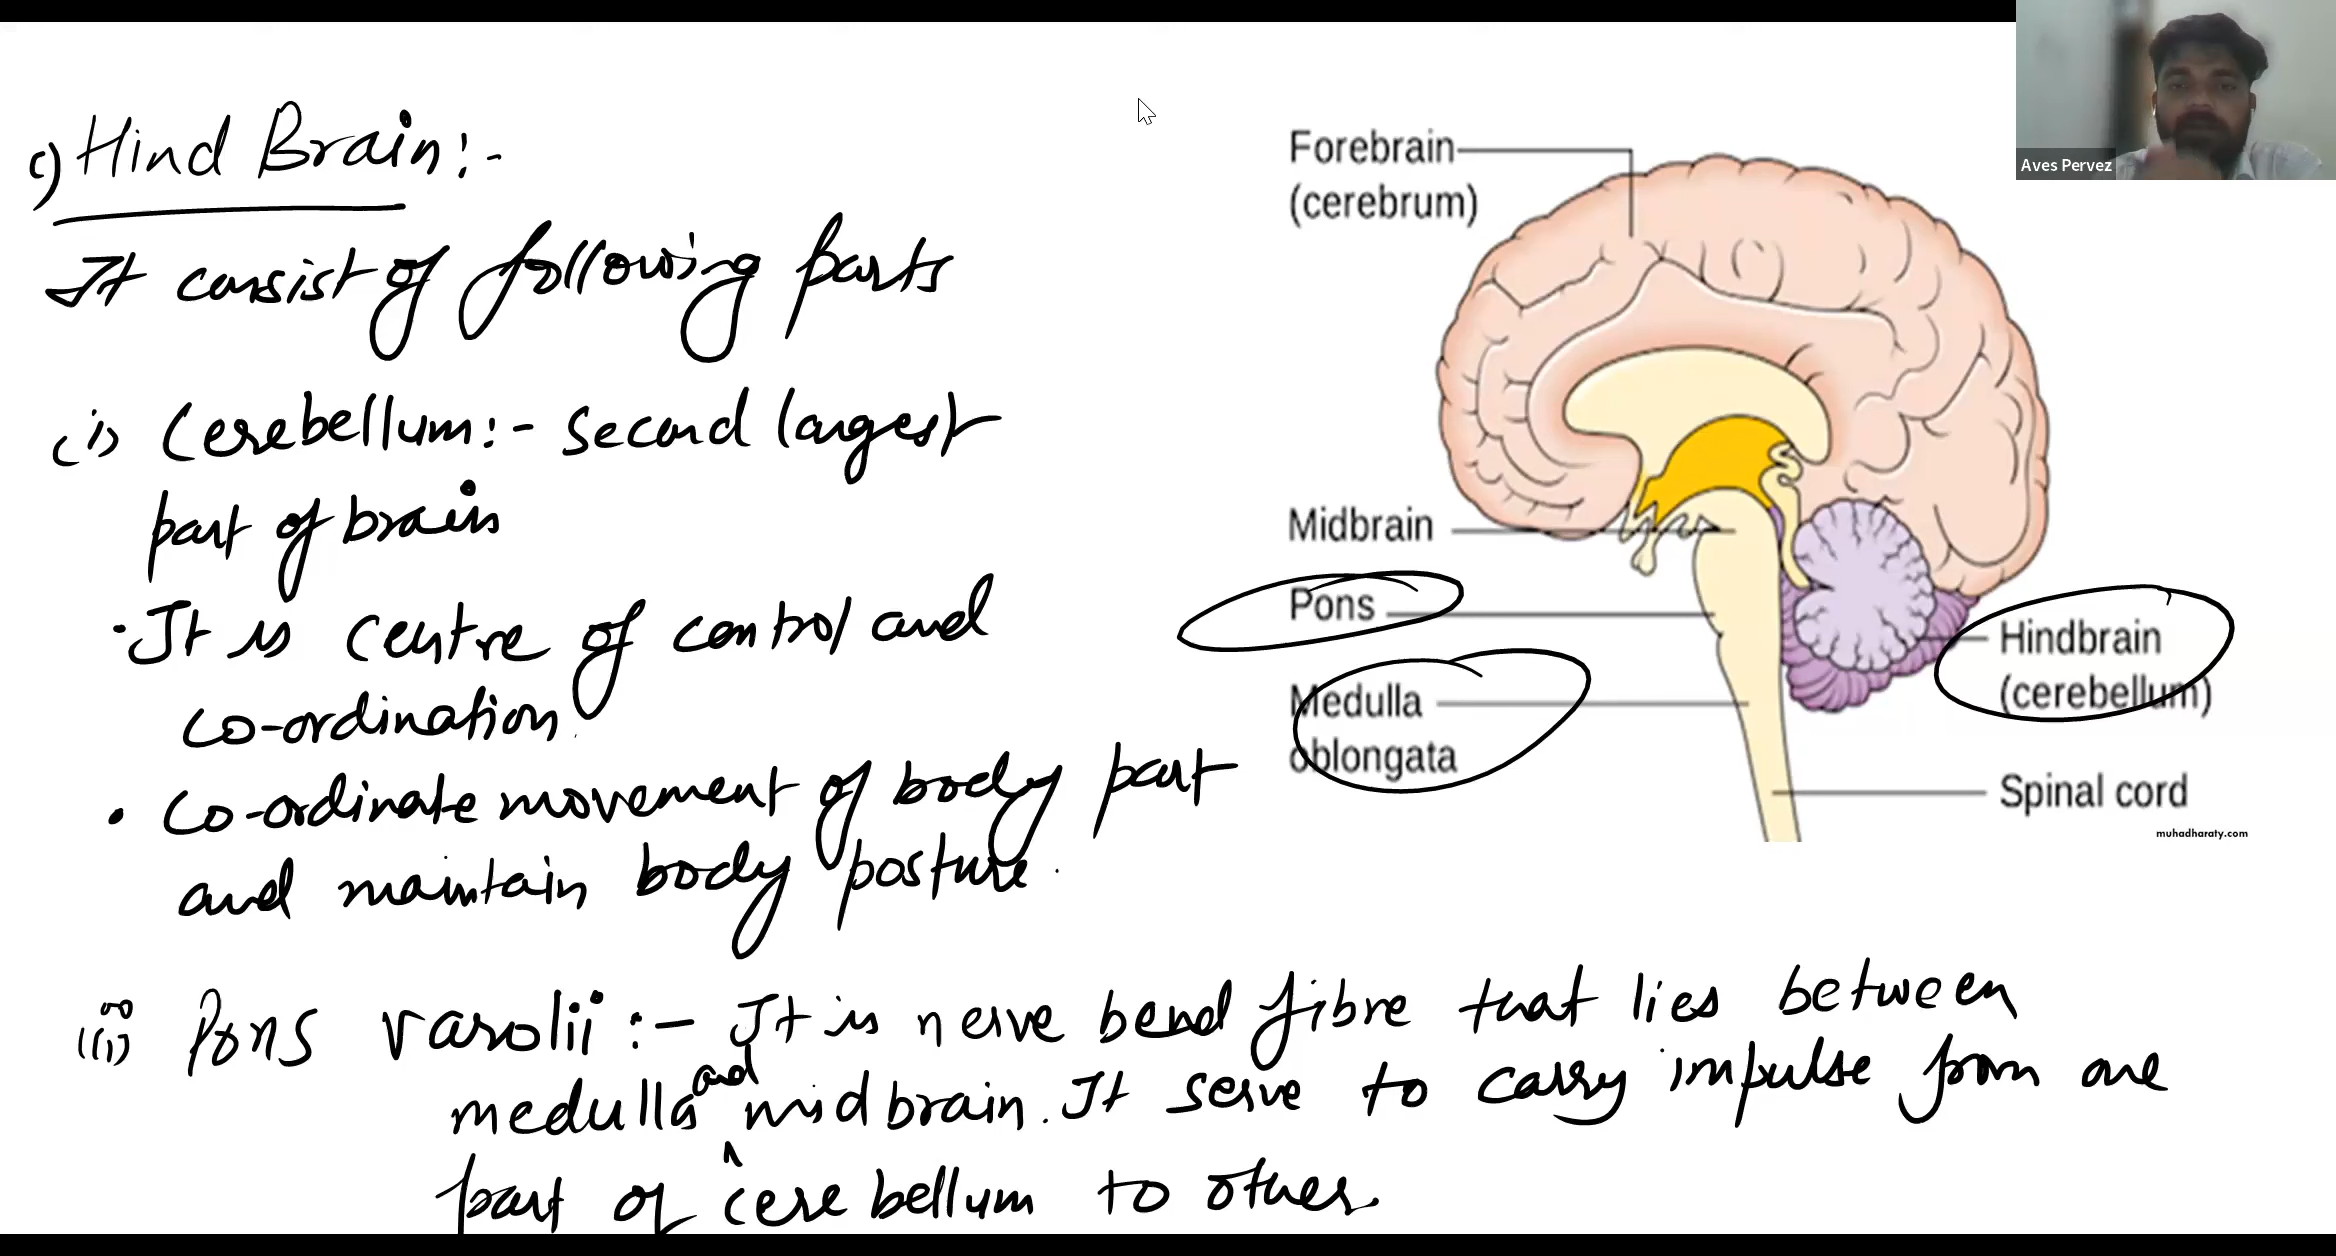 c) Hind Brain:-
It consist of following parts
(i) Cerebellum:- second largest
part of brain
• It is centre of control and
co-ordination.
• Co-ordinate movement of body part
and maintain body posture.
(ii) Pons varolii :- It is nerve bend fibre that lies between
medulla and midbrain. It serve to carry impulse from one
part of cerebellum to other.
Forebrain
(cerebrum)
Midbrain
Pons
Medulla
oblongata
Hindbrain
(cerebellum)
Spinal cord
muhadharaty.com
Aves Pervez